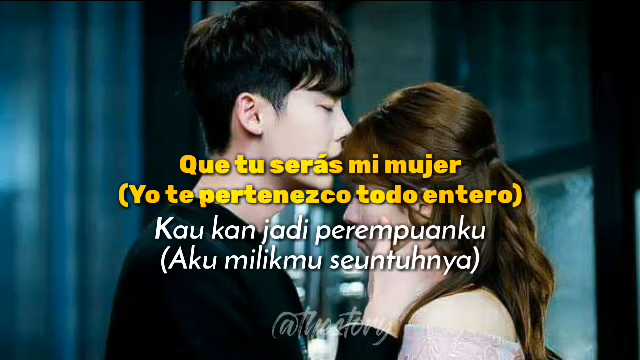 Que tu serás mi mujer
(Yo te pertenezco todo entero)
Kau kan jadi perempuanku
(Aku milikmu seuntuhnya)